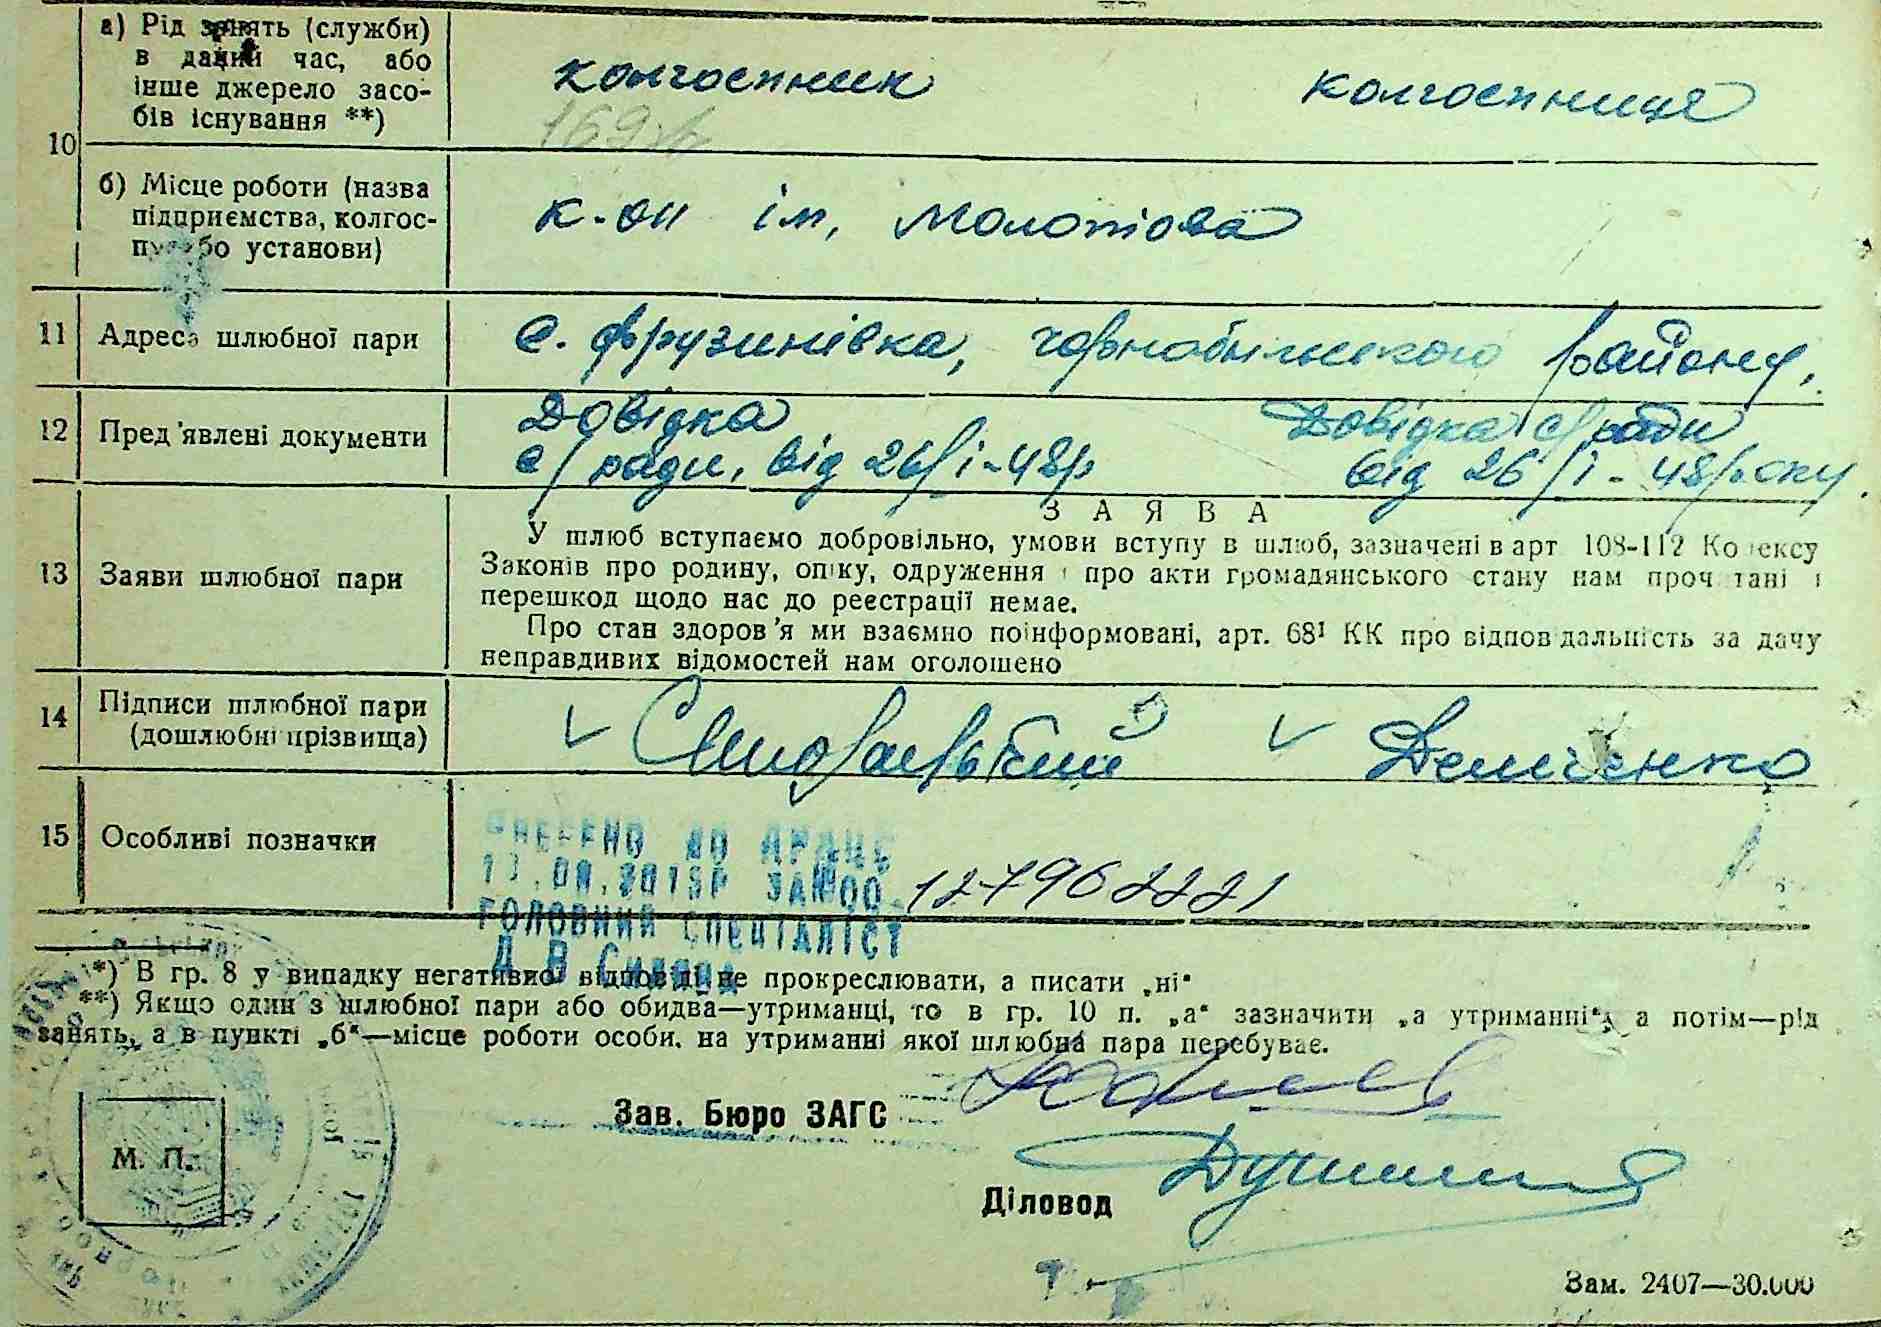 а) Рід занять (служби)
в даний час, або
інше джерело засо-
бів існування **)
колгоспник
колгоспниця
10
б) Місце роботи (назва
підприємства, колгос-
пу або установи)
к-сп ім. Молотова
11 Адреса шлюбної пари
с. Фрузинівка, Чорнобильського району.
12 Пред'явлені документи
Довідка
с/ради, від 26/І-48р
Довідка с/ради
від 26/І-48 року.
З А Я В А
13 Заяви шлюбної пари
У шлюб вступаємо добровільно, умови вступу в шлюб, зазначені в арт 108-112 Кодексу
Законів про родину, опіку, одруження і про акти громадянського стану нам прочитані і
перешкод щодо нас до реєстрації немає.
Про стан здоров'я ми взаємно поінформовані, арт. 68¹ КК про відповідальність за дачу
неправдивих відомостей нам оголошено
14 Підписи шлюбної пари
(дошлюбні прізвища)
Демченко
15 Особливі позначки
ВНЕСЕНО ДО ДРАЦС
ГОЛОВНИЙ СПЕЦІАЛІСТ
*) В гр. 8 у випадку негативної відповіді не прокреслювати, а писати „ні“
**) Якщо один з шлюбної пари або обидва—утриманці, то в гр. 10 п. „а“ зазначити „а утриманні“, а потім—рід
занять, а в пункті „б“—місце роботи особи, на утриманні якої шлюбна пара перебуває.
Зав. Бюро ЗАГС
М. П.
Діловод
Зам. 2407—30.000